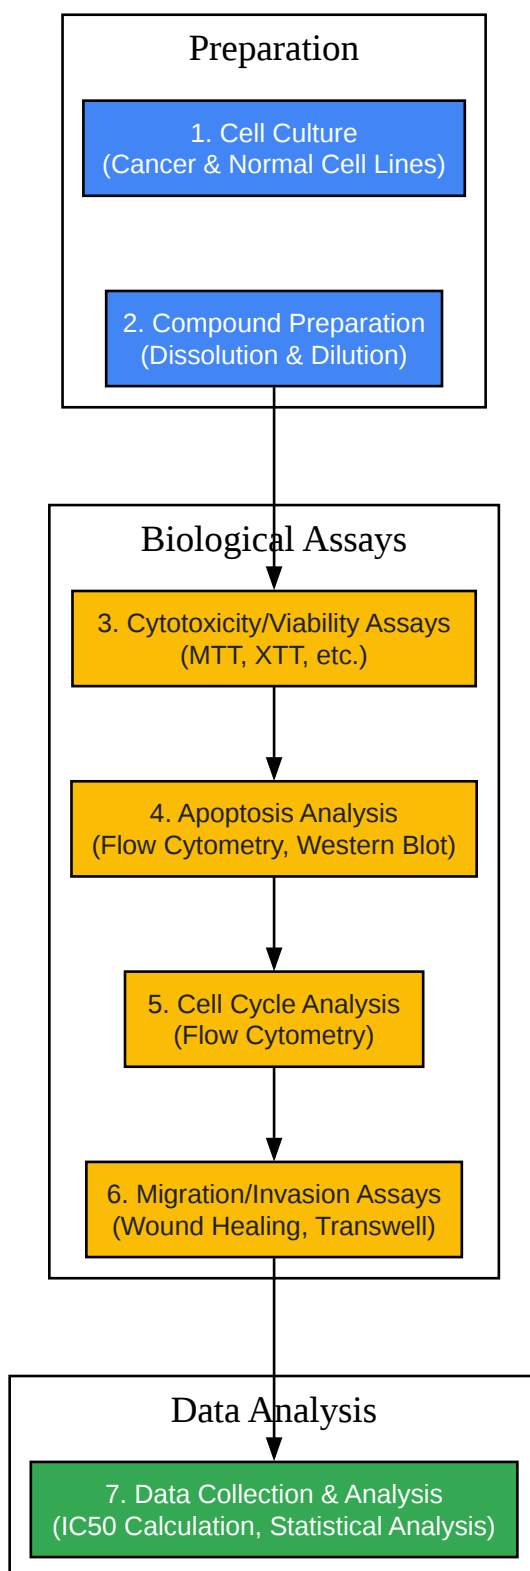 Preparation
1. Cell Culture
(Cancer & Normal Cell Lines)
2. Compound Preparation
(Dissolution & Dilution)
Biological Assays
3. Cytotoxicity/Viability Assays
(MTT, XTT, etc.)
4. Apoptosis Analysis
(Flow Cytometry, Western Blot)
5. Cell Cycle Analysis
(Flow Cytometry)
6. Migration/Invasion Assays
(Wound Healing, Transwell)
Data Analysis
7. Data Collection & Analysis
(IC50 Calculation, Statistical Analysis)